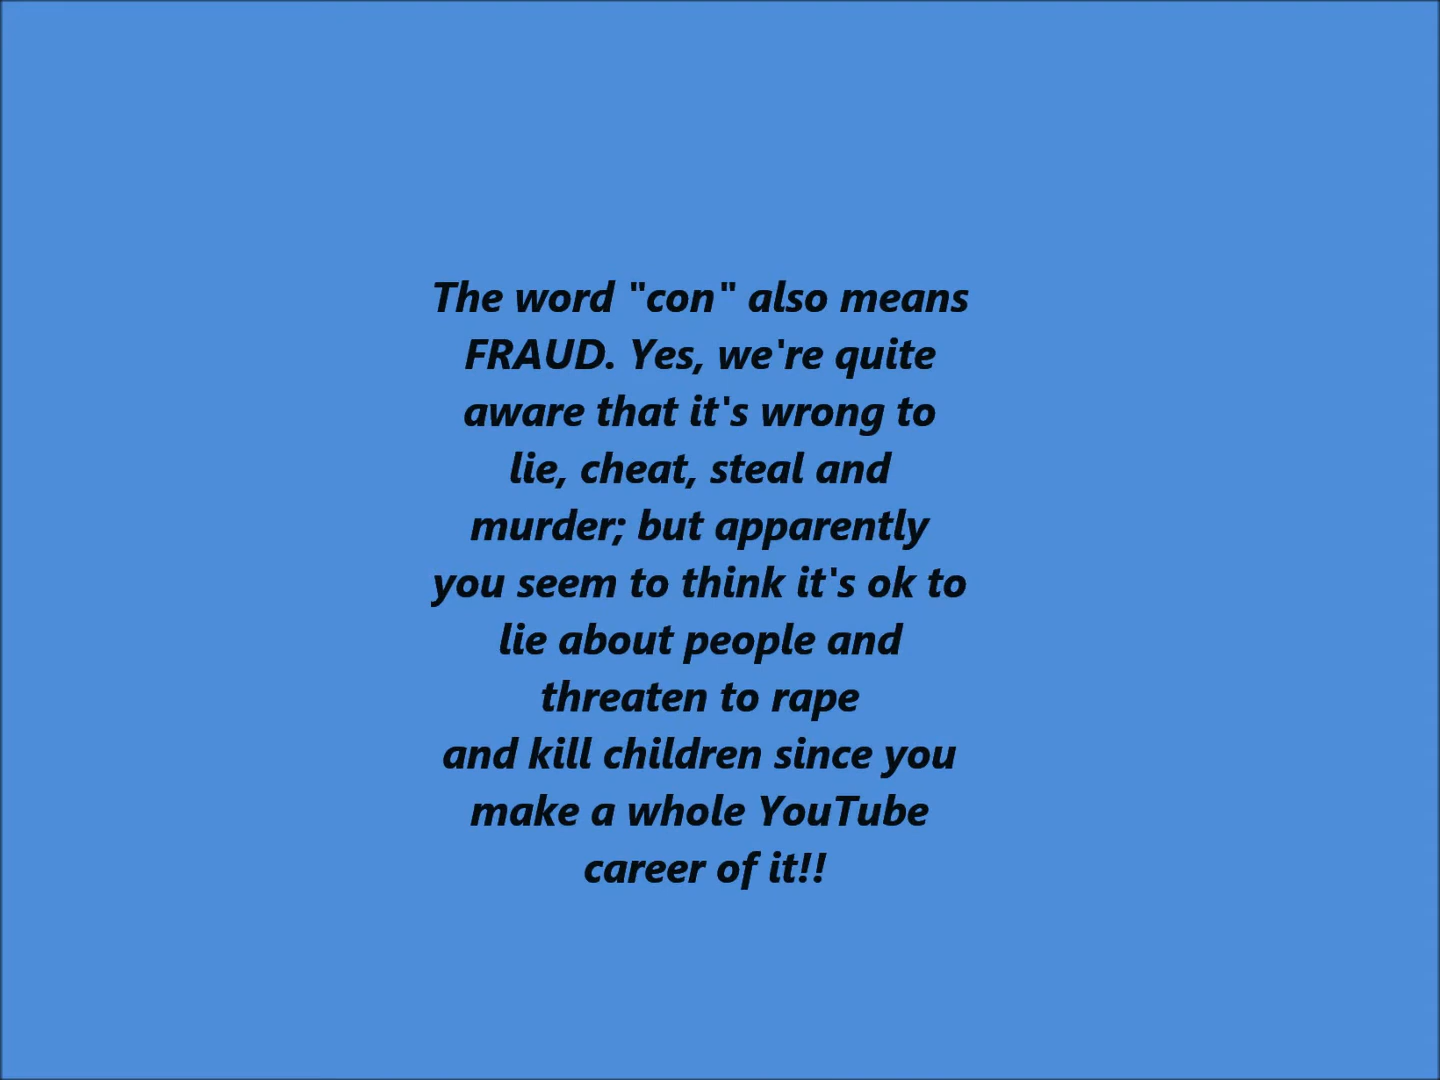 The word "con" also means
FRAUD. Yes, we're quite
aware that it's wrong to
lie, cheat, steal and
murder; but apparently
you seem to think it's ok to
lie about people and
threaten to rape
and kill children since you
make a whole YouTube
career of it!!